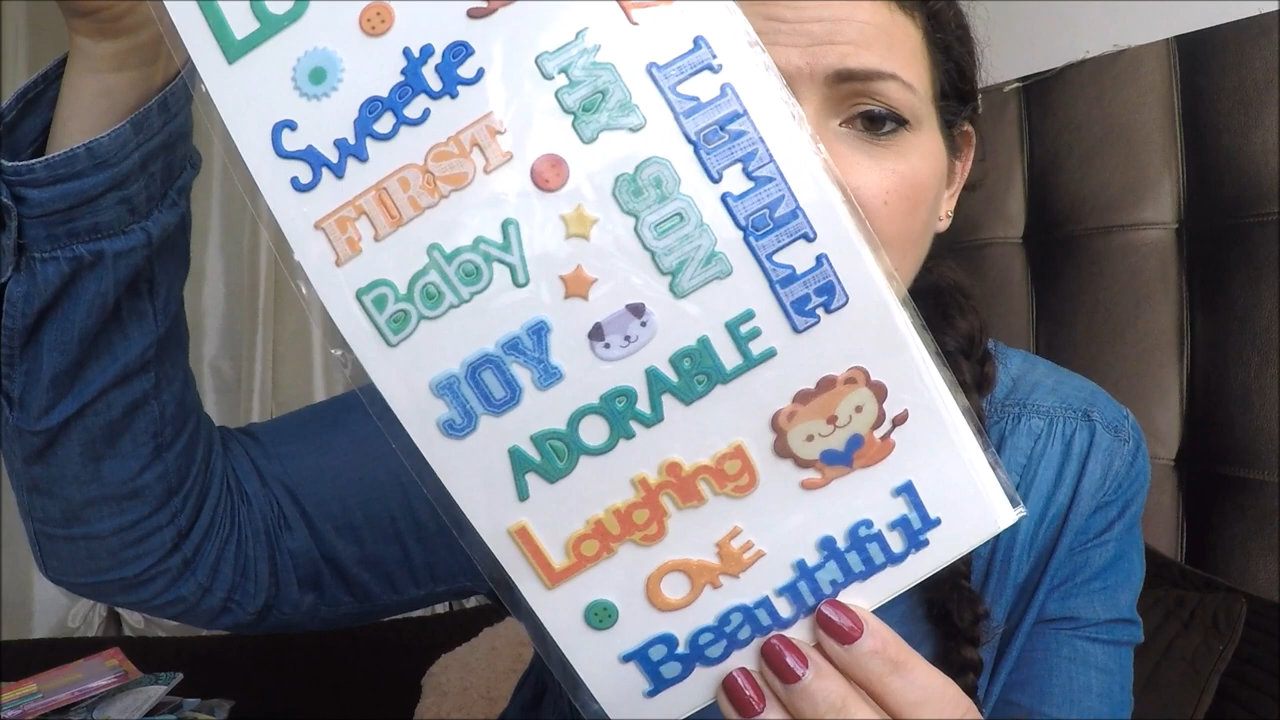 Sweete
FIRST
Baby
JOY
MY
SON
LITTLE
ADORABLE
Laughing
ONE
Beautiful